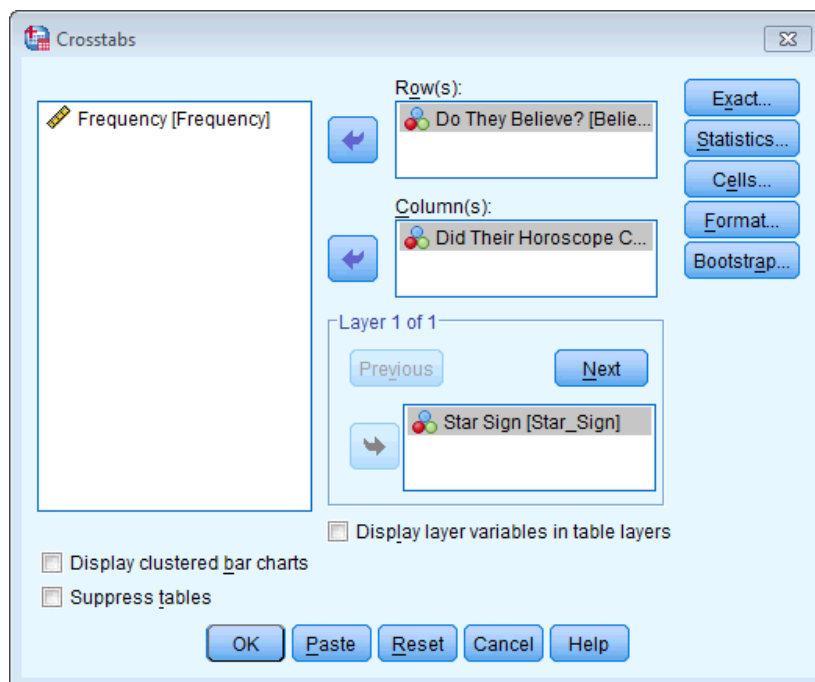 Crosstabs
Frequency [Frequency]
Row(s):
Do They Believe? [Belie...
Column(s):
Did Their Horoscope C...
Layer 1 of 1
Previous
Next
Star Sign [Star_Sign]
Display layer variables in table layers
Exact...
Statistics...
Cells...
Format...
Bootstrap...
Display clustered bar charts
Suppress tables
OK Paste Reset Cancel Help